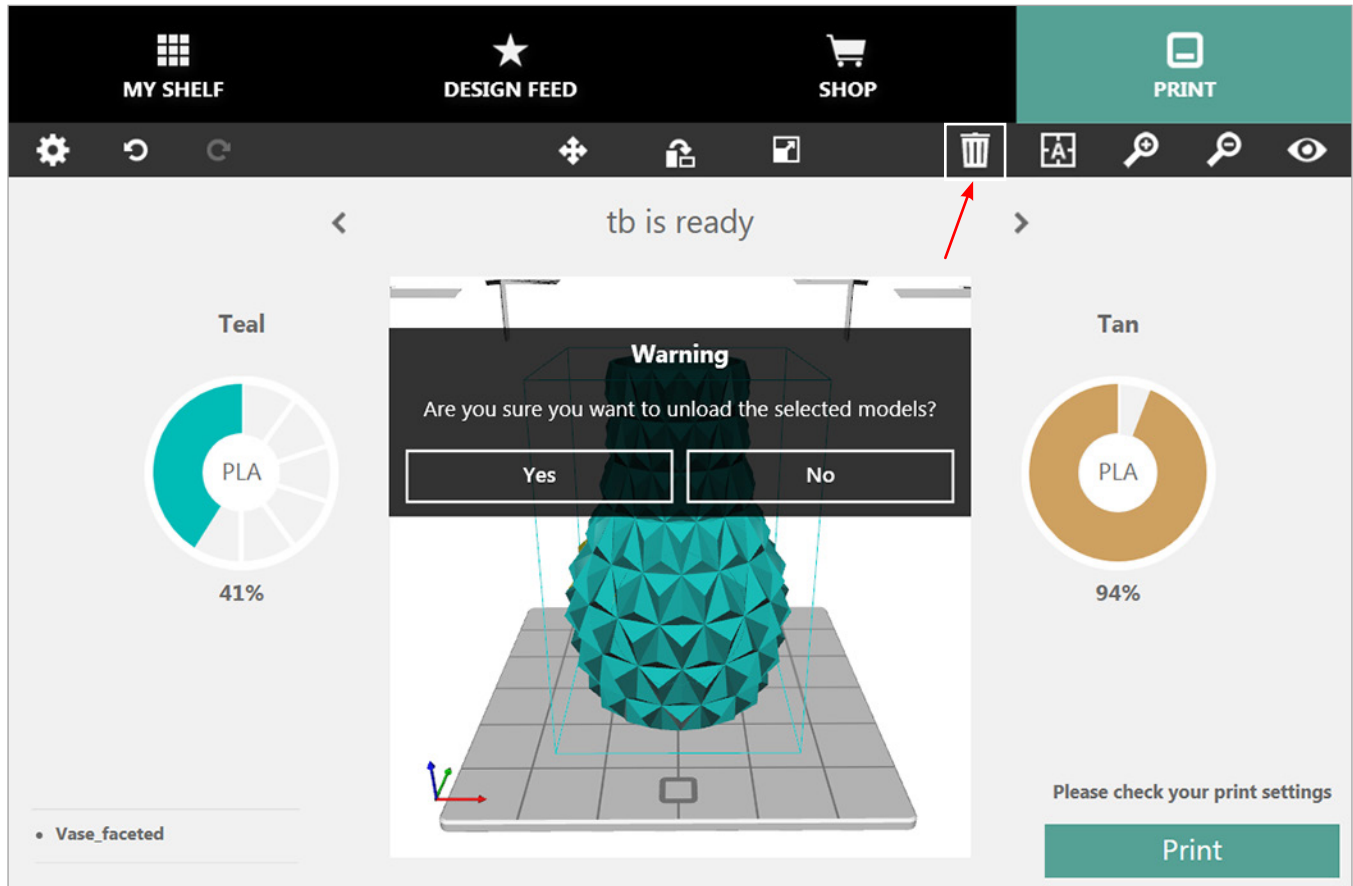 MY SHELF
DESIGN FEED
SHOP
PRINT
A
tb is ready
Teal
Tan
Warning
Are you sure you want to unload the selected models?
Yes
No
PLA
PLA
41%
94%
Please check your print settings
• Vase_faceted
Print